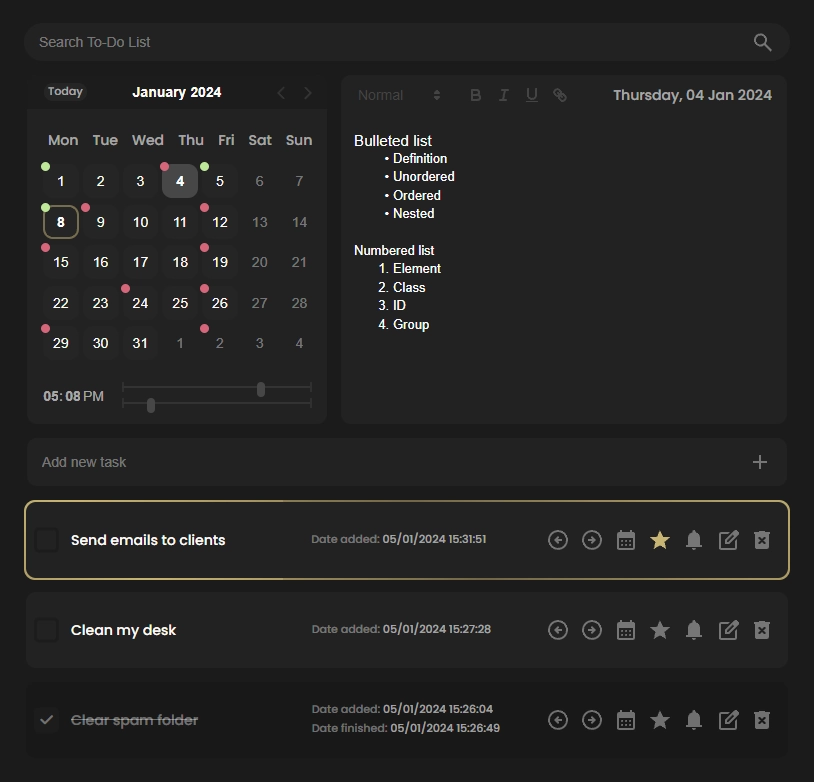 Search To-Do List
Today January 2024
Mon Tue Wed Thu Fri Sat Sun
1 2 3 4 5 6 7
8 9 10 11 12 13 14
15 16 17 18 19 20 21
22 23 24 25 26 27 28
29 30 31 1 2 3 4
05:08 PM
Normal B I U Thursday, 04 Jan 2024
Bulleted list
• Definition
• Unordered
• Ordered
• Nested
Numbered list
1. Element
2. Class
3. ID
4. Group
Add new task
Send emails to clients Date added: 05/01/2024 15:31:51
Clean my desk Date added: 05/01/2024 15:27:28
Clear spam folder Date added: 05/01/2024 15:26:04
Date finished: 05/01/2024 15:26:49